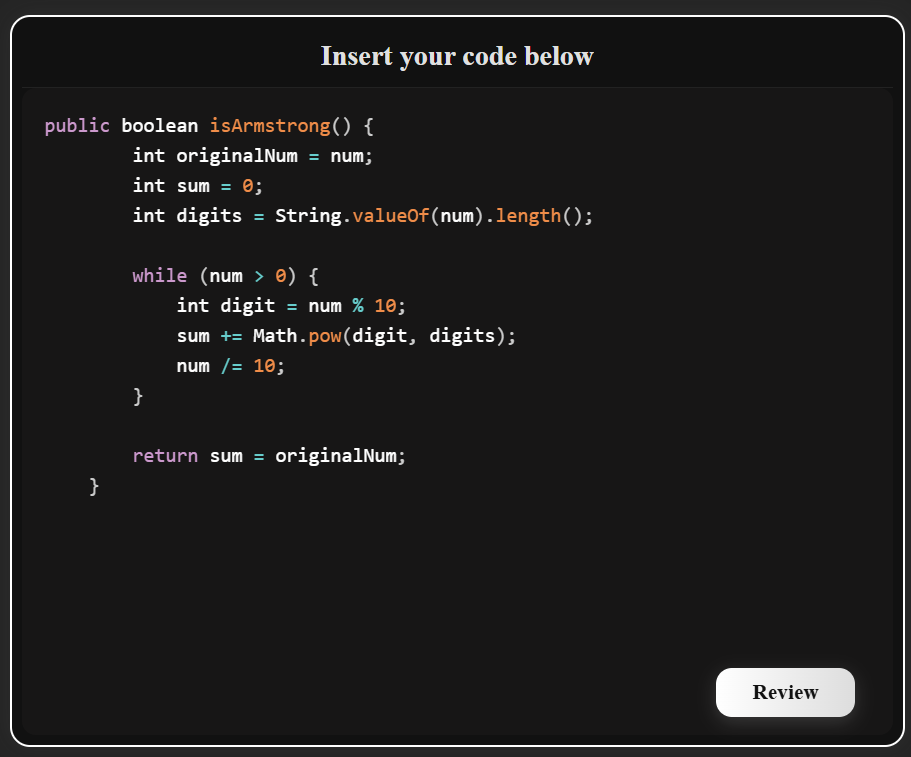 Insert your code below
public boolean isArmstrong() {
int originalNum = num;
int sum = 0;
int digits = String.valueOf(num).length();
while (num > 0) {
int digit = num % 10;
sum += Math.pow(digit, digits);
num /= 10;
}
return sum = originalNum;
}
Review